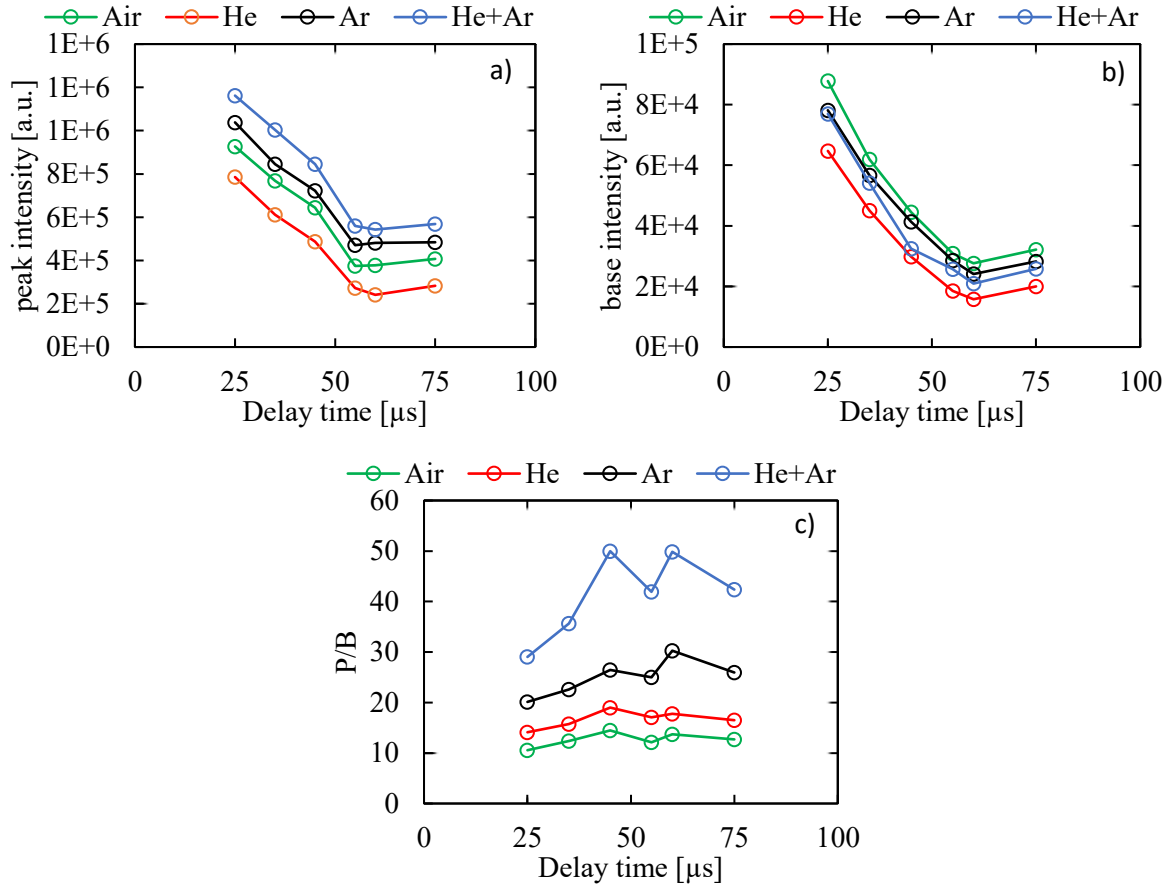 Air He Ar He+Ar
a)
1E+6
1E+6
1E+6
8E+5
6E+5
4E+5
2E+5
0E+0
peak intensity [a.u.]
0 25 50 75 100
Delay time [µs]
Air He Ar He+Ar
b)
1E+5
8E+4
6E+4
4E+4
2E+4
0E+0
base intensity [a.u.]
0 25 50 75 100
Delay time [µs]
Air He Ar He+Ar
c)
60
50
40
30
20
10
0
P/B
0 25 50 75 100
Delay time [µs]